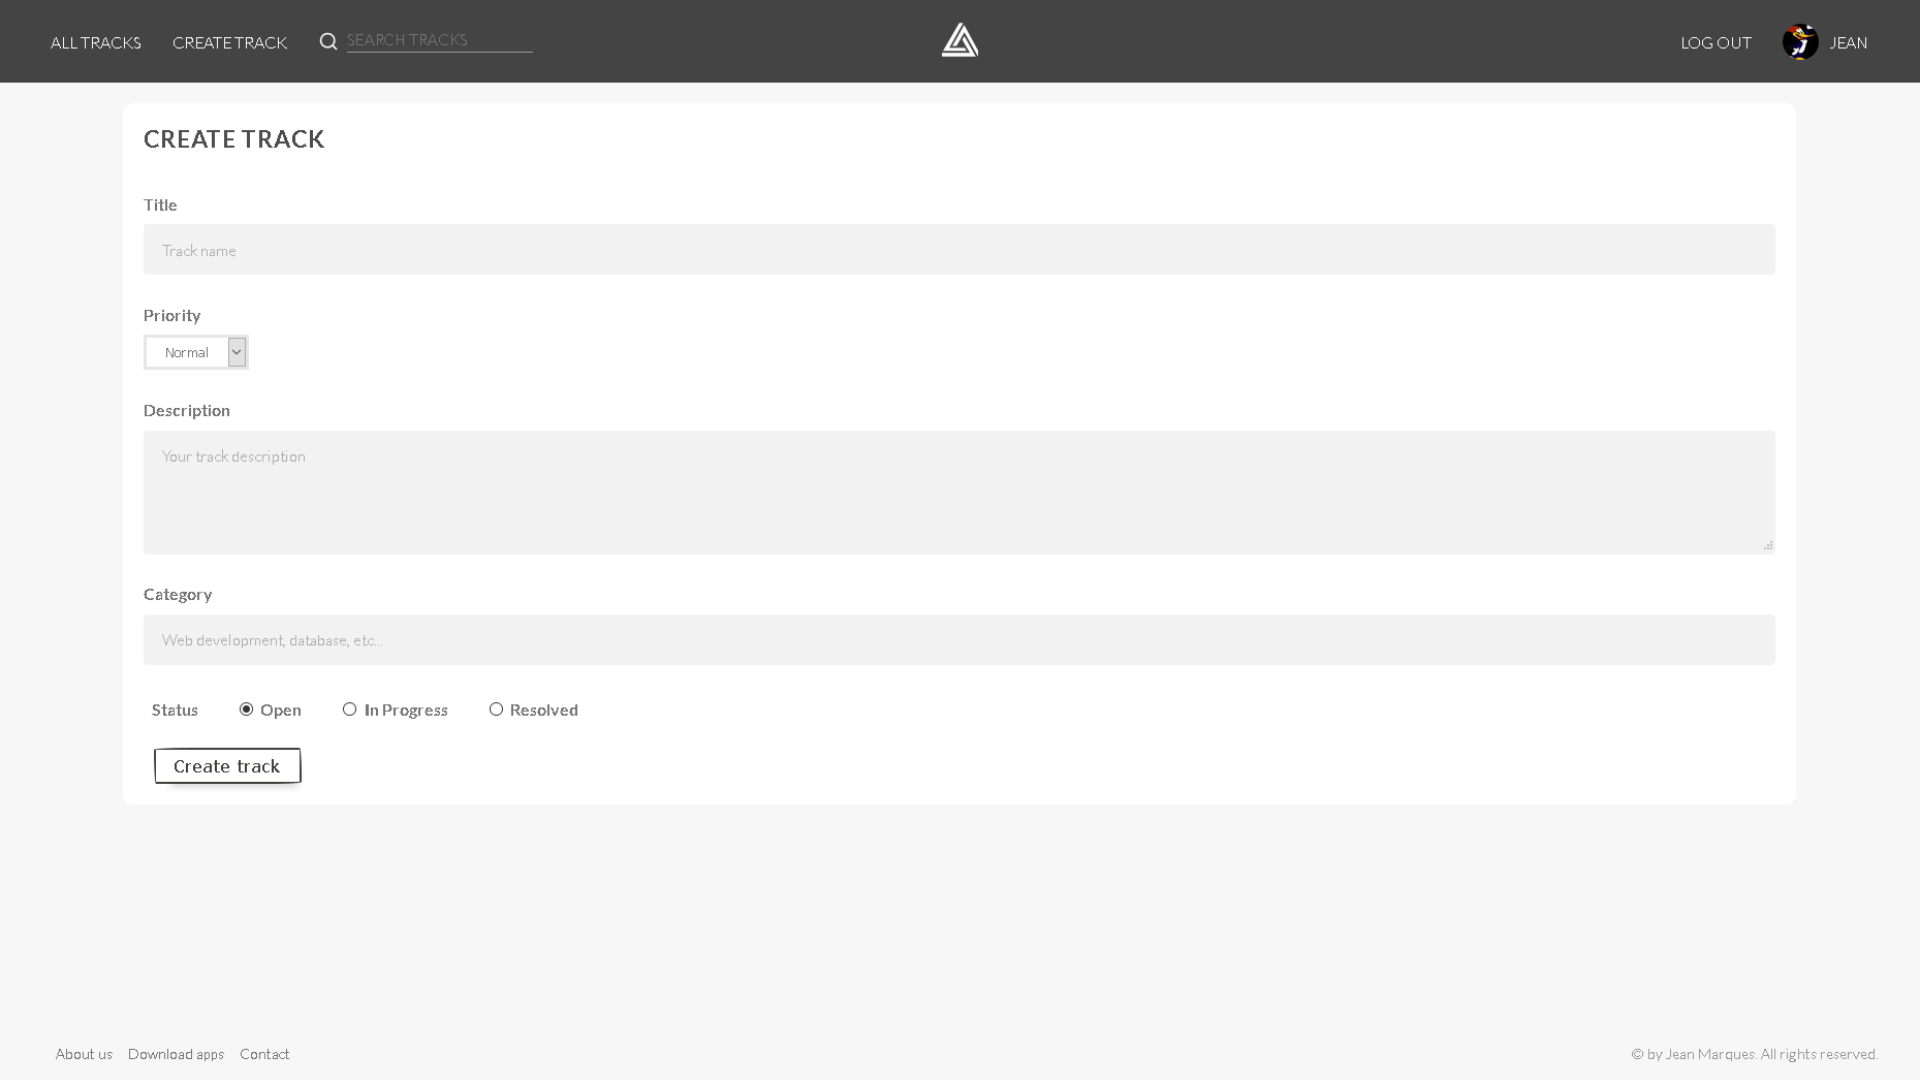 ALL TRACKS CREATE TRACK SEARCH TRACKS LOG OUT JEAN
CREATE TRACK
Title
Track name
Priority
Normal
Description
Your track description
Category
Web development, database, etc...
Status Open In Progress Resolved
Create track
About us Download apps Contact © by Jean Marques. All rights reserved.